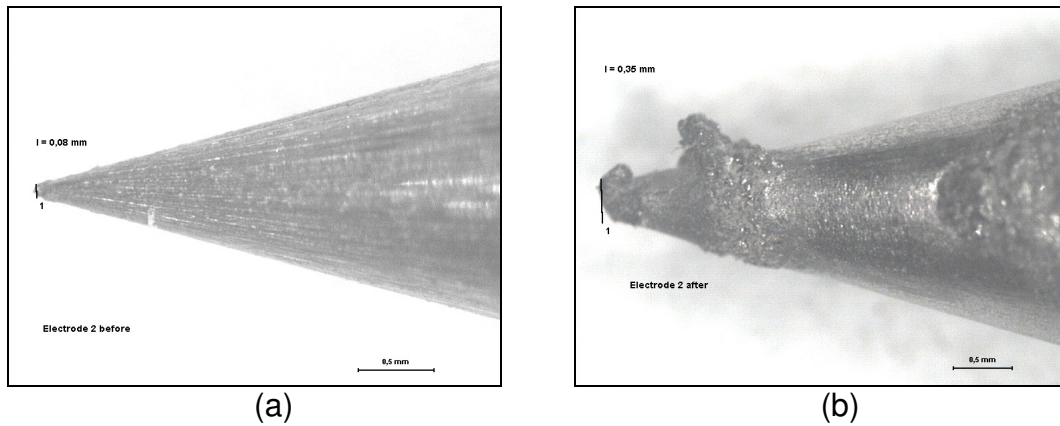 l = 0,08 mm
1
Electrode 2 before
0,5 mm
(a)
l = 0,35 mm
1
Electrode 2 after
0,5 mm
(b)